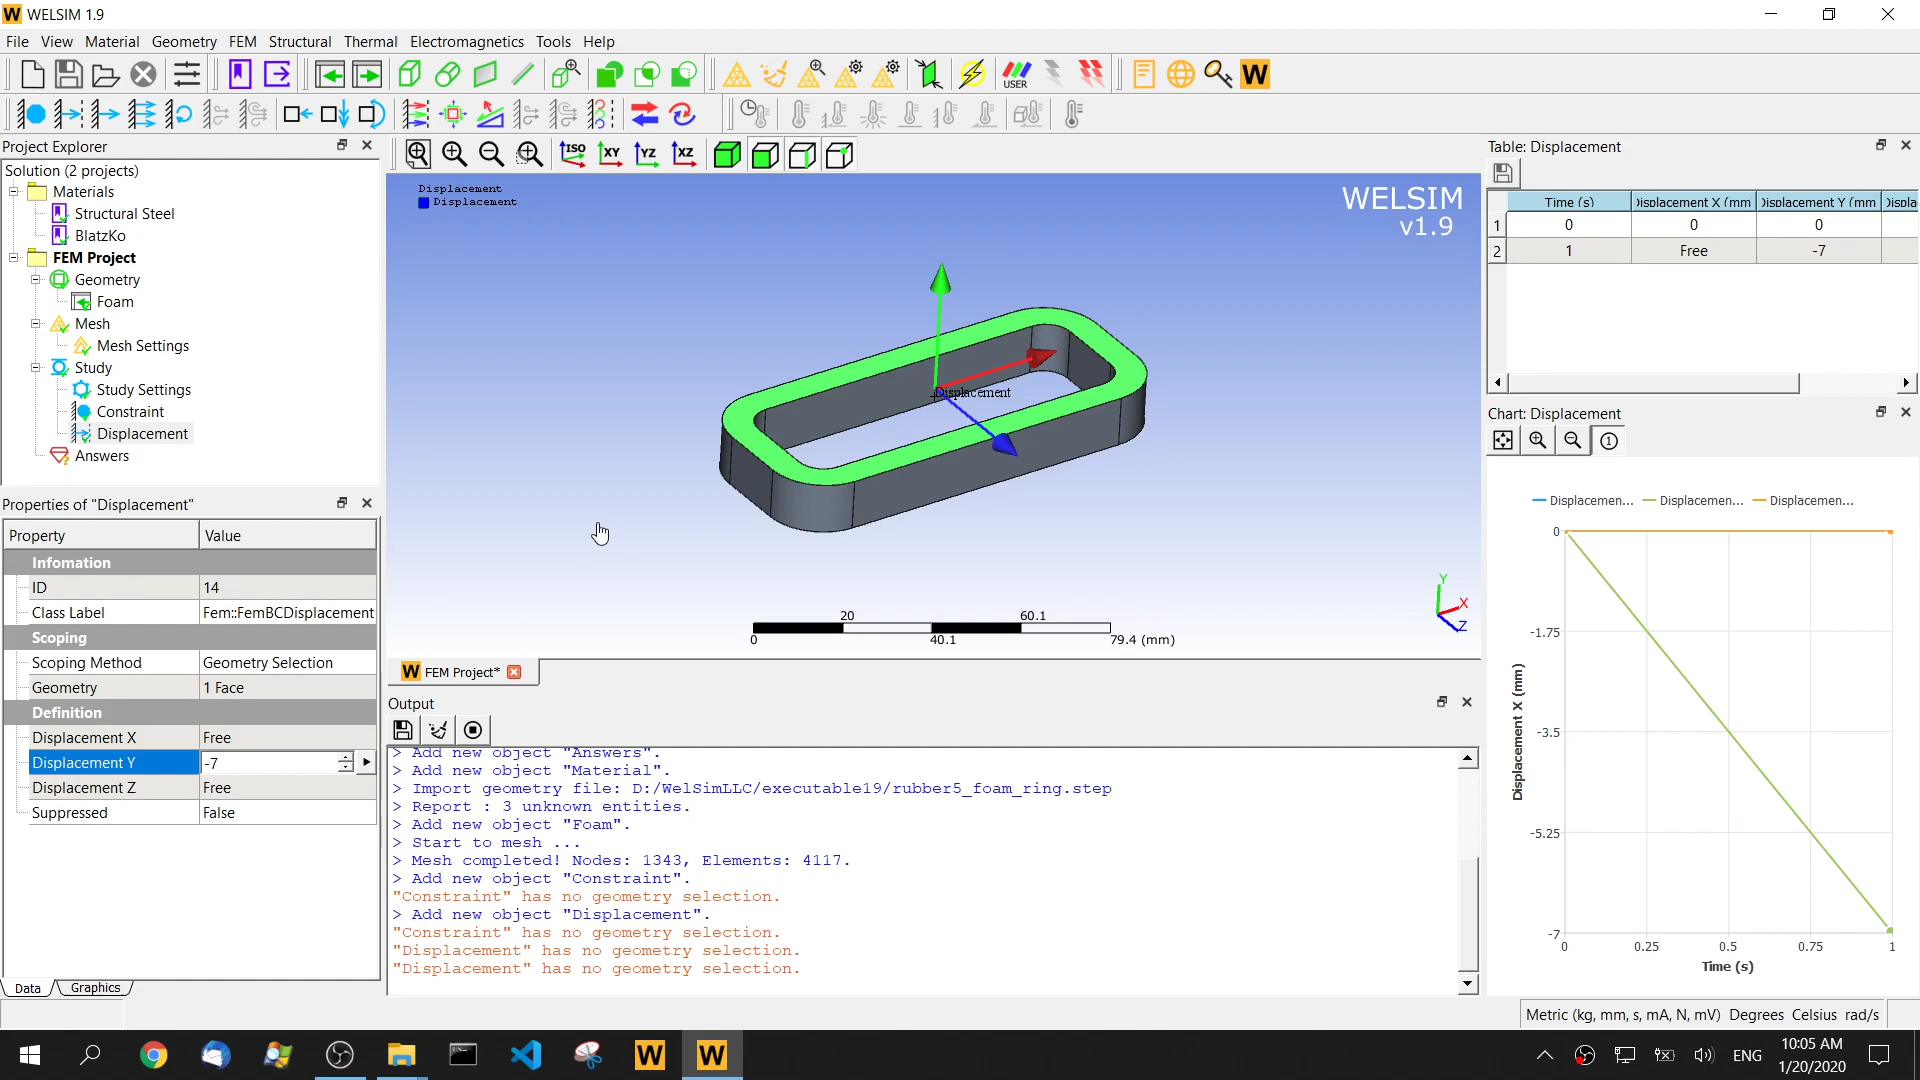 WELSIM 1.9
File View Material Geometry FEM Structural Thermal Electromagnetics Tools Help
USER
ISO XY YZ XZ
Project Explorer
Solution (2 projects)
Materials
Structural Steel
BlatzKo
FEM Project
Geometry
Foam
Mesh
Mesh Settings
Study
Study Settings
Constraint
Displacement
Answers
Properties of "Displacement"
Property Value
Infomation
ID 14
Class Label Fem::FemBCDisplacement
Scoping
Scoping Method Geometry Selection
Geometry 1 Face
Definition
Displacement X Free
Displacement Y -7
Displacement Z Free
Suppressed False
Data Graphics
Displacement
Displacement
WELSIM
v1.9
Displacement
Y
X
Z
20 60.1
0 40.1 79.4 (mm)
FEM Project*
Output
> Add new object "Answers".
> Add new object "Material".
> Import geometry file: D:/WelSimLLC/executable19/rubber5_foam_ring.step
> Report : 3 unknown entities.
> Add new object "Foam".
> Start to mesh ...
> Mesh completed! Nodes: 1343, Elements: 4117.
> Add new object "Constraint".
"Constraint" has no geometry selection.
> Add new object "Displacement".
"Constraint" has no geometry selection.
"Displacement" has no geometry selection.
"Displacement" has no geometry selection.
Table: Displacement
Time (s) Displacement X (mm Displacement Y (mm Displa
1 0 0 0
2 1 Free -7
Chart: Displacement
Displacemen... Displacemen... Displacemen...
0
-1.75
-3.5
-5.25
-7
Displacement X (mm)
0 0.25 0.5 0.75 1
Time (s)
Metric (kg, mm, s, mA, N, mV) Degrees Celsius rad/s
ENG
10:05 AM
1/20/2020